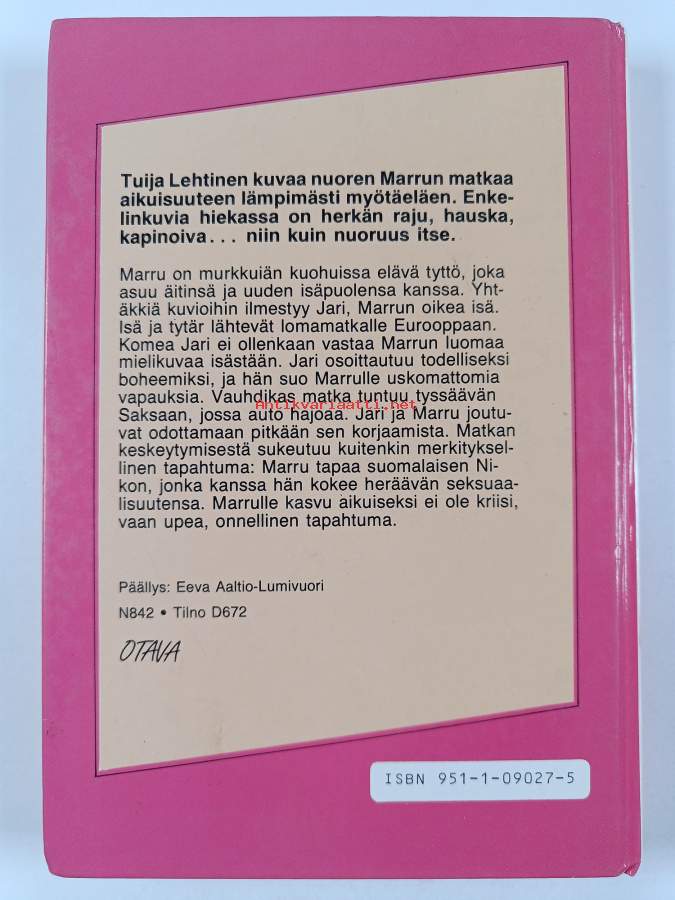 Tuija Lehtinen kuvaa nuoren Marrun matkaa
aikuisuuteen lämpimästi myötäeläen. Enke-
linkuvia hiekassa on herkän raju, hauska,
kapinoiva... niin kuin nuoruus itse.
Marru on murkkuiän kuohuissa elävä tyttö, joka
asuu äitinsä ja uuden isäpuolensa kanssa. Yht-
äkkiä kuvioihin ilmestyy Jari, Marrun oikea isä.
Isä ja tytär lähtevät lomamatkalle Eurooppaan.
Komea Jari ei ollenkaan vastaa Marrun luomaa
mielikuvaa isästään. Jari osoittautuu todelliseksi
boheemiksi, ja hän suo Marrulle uskomattomia
vapauksia. Vauhdikas matka tuntuu tyssäävän
Antikvariaatti.net
Saksaan, jossa auto hajoaa. Jari ja Marru joutu-
vat odottamaan pitkään sen korjaamista. Matkan
keskeytymisestä sukeutuu kuitenkin merkityksel-
linen tapahtuma: Marru tapaa suomalaisen Ni-
kon, jonka kanssa hän kokee heräävän seksuaa-
lisuutensa. Marrulle kasvu aikuiseksi ei ole kriisi,
vaan upea, onnellinen tapahtuma.
Päällys: Eeva Aaltio-Lumivuori
N842 • Tilno D672
OTAVA
ISBN 951-1-09027-5